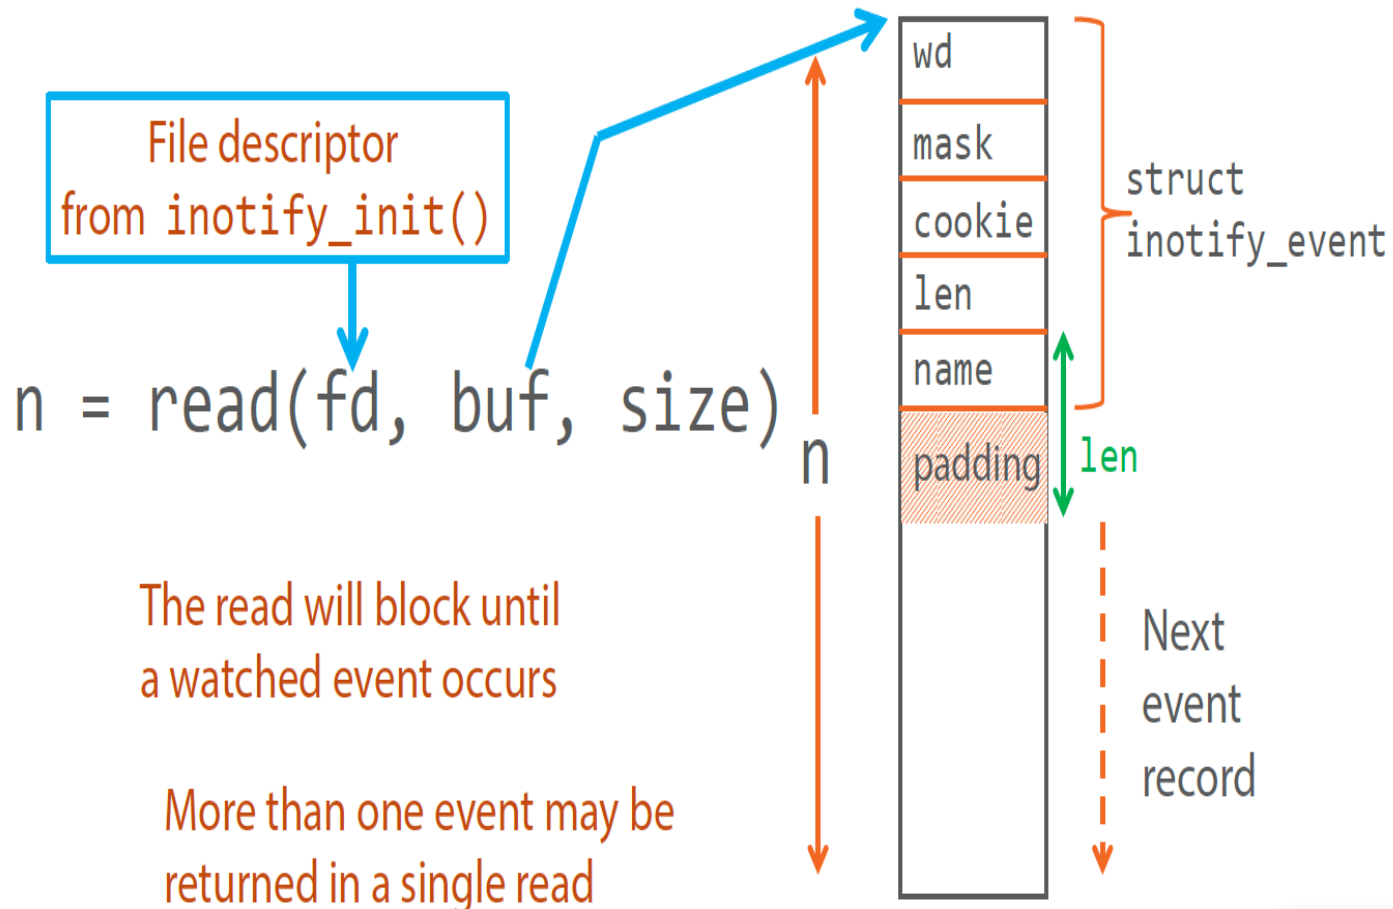 File descriptor
from inotify_init()
n = read(fd, buf, size)
The read will block until
a watched event occurs
More than one event may be
returned in a single read
n
wd
mask
cookie
len
name
padding
struct
inotify_event
len
Next
event
record